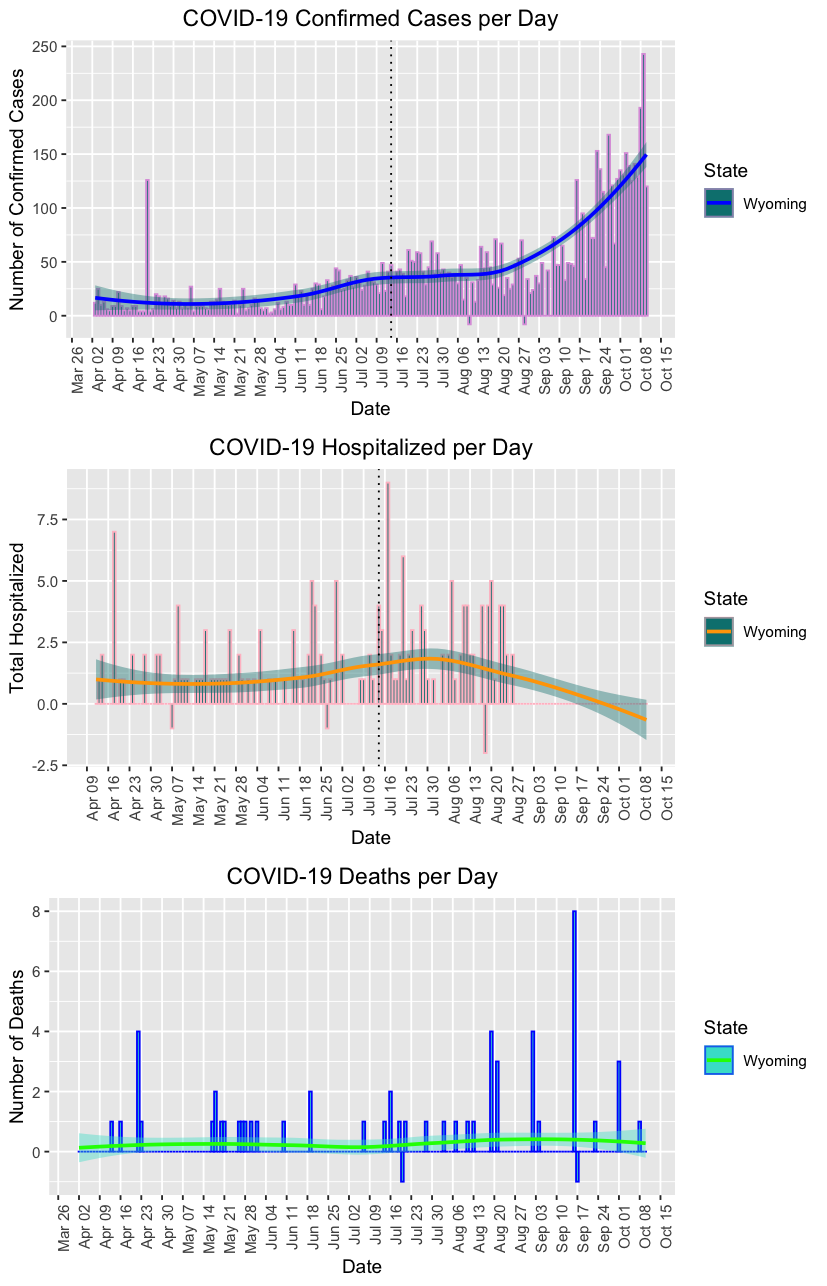 COVID-19 Confirmed Cases per Day
Number of Confirmed Cases
250
200
150
100
50
0
Mar 26
Apr 02
Apr 09
Apr 16
Apr 23
Apr 30
May 07
May 14
May 21
May 28
Jun 04
Jun 11
Jun 18
Jun 25
Jul 02
Jul 09
Jul 16
Jul 23
Jul 30
Aug 06
Aug 13
Aug 20
Aug 27
Sep 03
Sep 10
Sep 17
Sep 24
Oct 01
Oct 08
Oct 15
Date
State
Wyoming
COVID-19 Hospitalized per Day
Total Hospitalized
7.5
5.0
2.5
0.0
-2.5
Apr 09
Apr 16
Apr 23
Apr 30
May 07
May 14
May 21
May 28
Jun 04
Jun 11
Jun 18
Jun 25
Jul 02
Jul 09
Jul 16
Jul 23
Jul 30
Aug 06
Aug 13
Aug 20
Aug 27
Sep 03
Sep 10
Sep 17
Sep 24
Oct 01
Oct 08
Oct 15
Date
State
Wyoming
COVID-19 Deaths per Day
Number of Deaths
8
6
4
2
0
Mar 26
Apr 02
Apr 09
Apr 16
Apr 23
Apr 30
May 07
May 14
May 21
May 28
Jun 04
Jun 11
Jun 18
Jun 25
Jul 02
Jul 09
Jul 16
Jul 23
Jul 30
Aug 06
Aug 13
Aug 20
Aug 27
Sep 03
Sep 10
Sep 17
Sep 24
Oct 01
Oct 08
Oct 15
Date
State
Wyoming